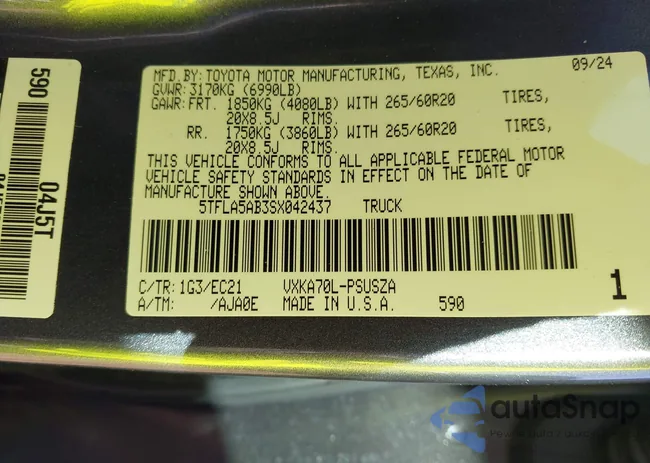 590
04J5T
MFD.BY: TOYOTA MOTOR MANUFACTURING, TEXAS, INC. 09/24
GVWR: 3170KG (6990LB)
GAWR: FRT. 1850KG (4080LB) WITH 265/60R20 TIRES,
20X8.5J RIMS.
RR. 1750KG (3860LB) WITH 265/60R20 TIRES,
20X8.5J RIMS.
THIS VEHICLE CONFORMS TO ALL APPLICABLE FEDERAL MOTOR
VEHICLE SAFETY STANDARDS IN EFFECT ON THE DATE OF
MANUFACTURE SHOWN ABOVE.
5TFLA5AB3SX042437 TRUCK
C/TR: 1G3/EC21 VXKA70L-PSUSZA
A/TM: /AJA0E MADE IN U.S.A. 590
1
autoSnap